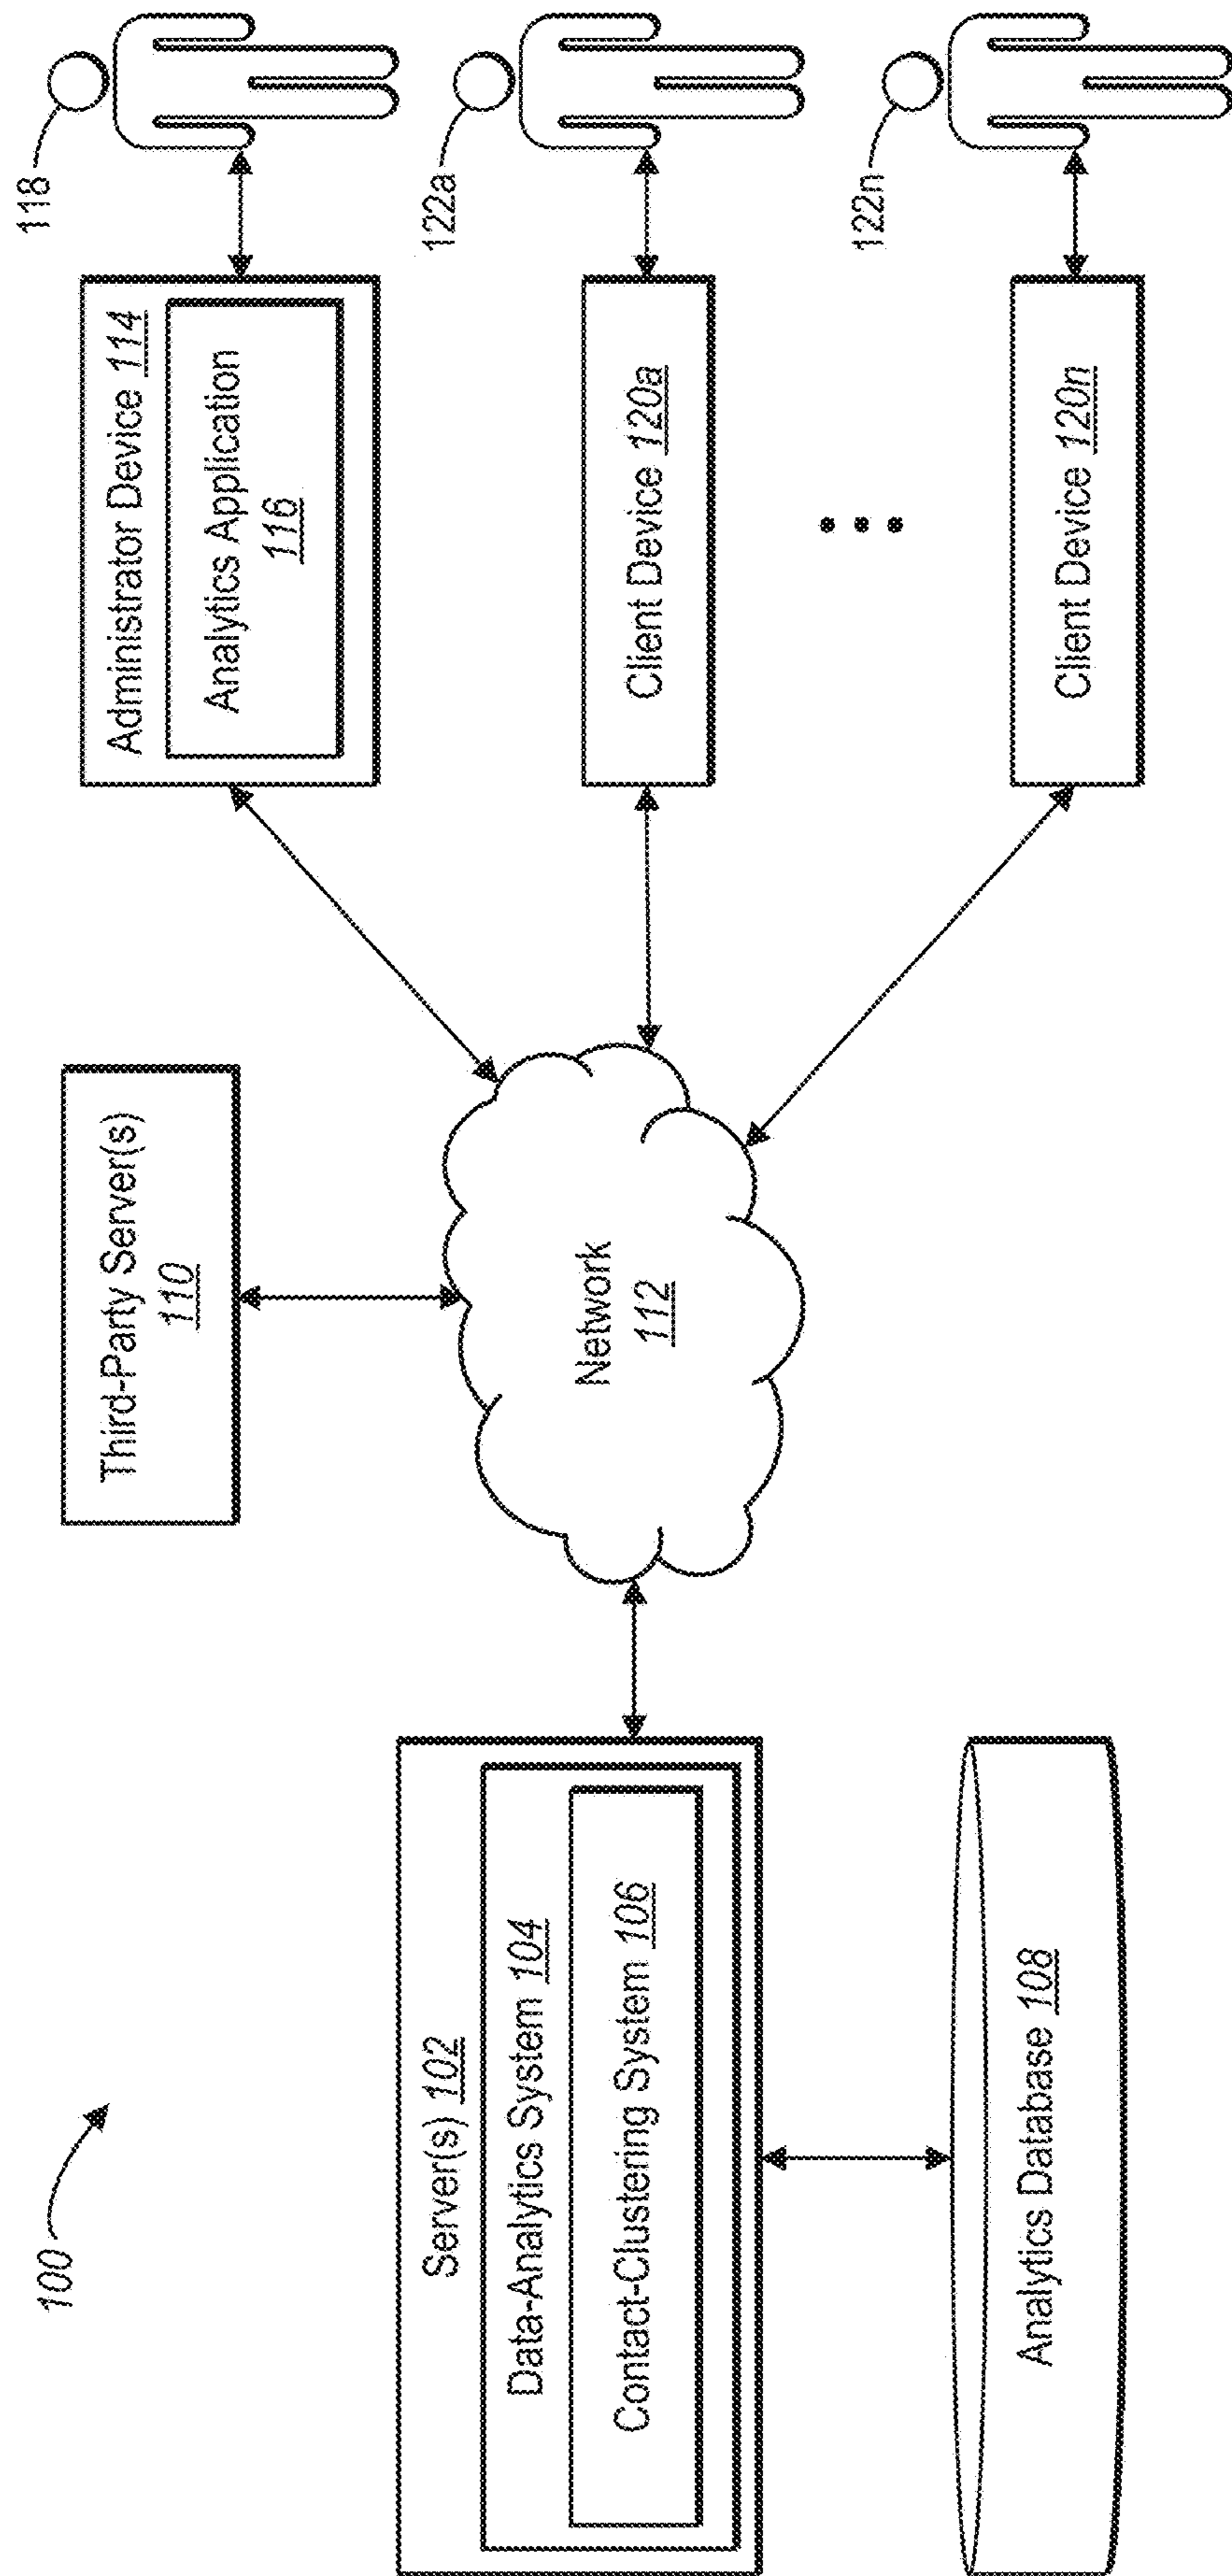 100
Server(s) 102
Data-Analytics System 104
Contact-Clustering System 106
Analytics Database 108
Third-Party Server(s)
110
Network
112
Administrator Device 114
Analytics Application
116
118
Client Device 120a
122a
Client Device 120n
122n